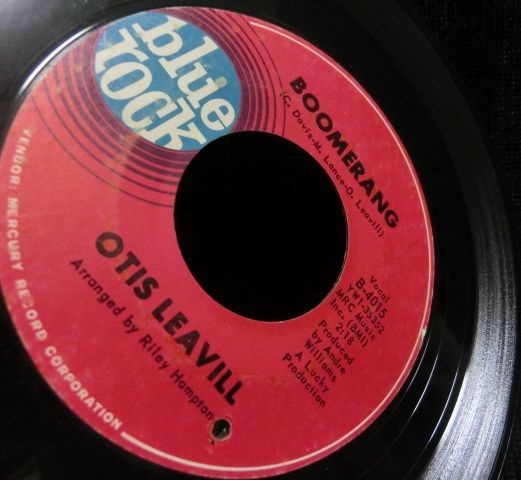 blue
rock
BOOMERANG
(C. Davis-M. Lance-O. Leavill)
Vocal
B-4015
YW1-35352
MRC Music
Inc. (BMI)
2:18
Produced
by Andre
Williams
A Lucky
Production
OTIS LEAVILL
Arranged by Riley Hampton
VENDOR: MERCURY RECORD CORPORATION